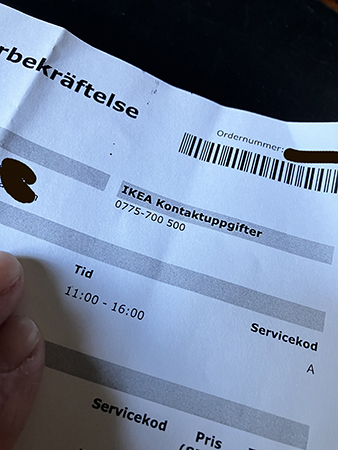 rbekräftelse
Ordernummer:
IKEA Kontaktuppgifter
0775-700 500
Tid
11:00 - 16:00
Servicekod
A
Servicekod Pris